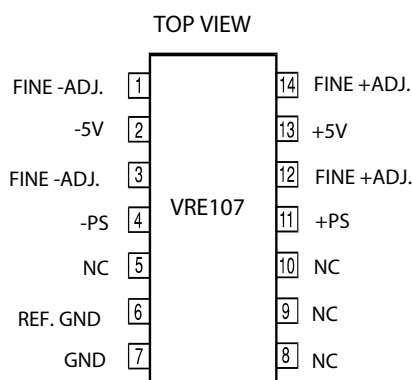 TOP VIEW
FINE -ADJ. 1 14 FINE +ADJ.
-5V 2 13 +5V
FINE -ADJ. 3 12 FINE +ADJ.
VRE107
-PS 4 11 +PS
NC 5 10 NC
REF. GND 6 9 NC
GND 7 8 NC